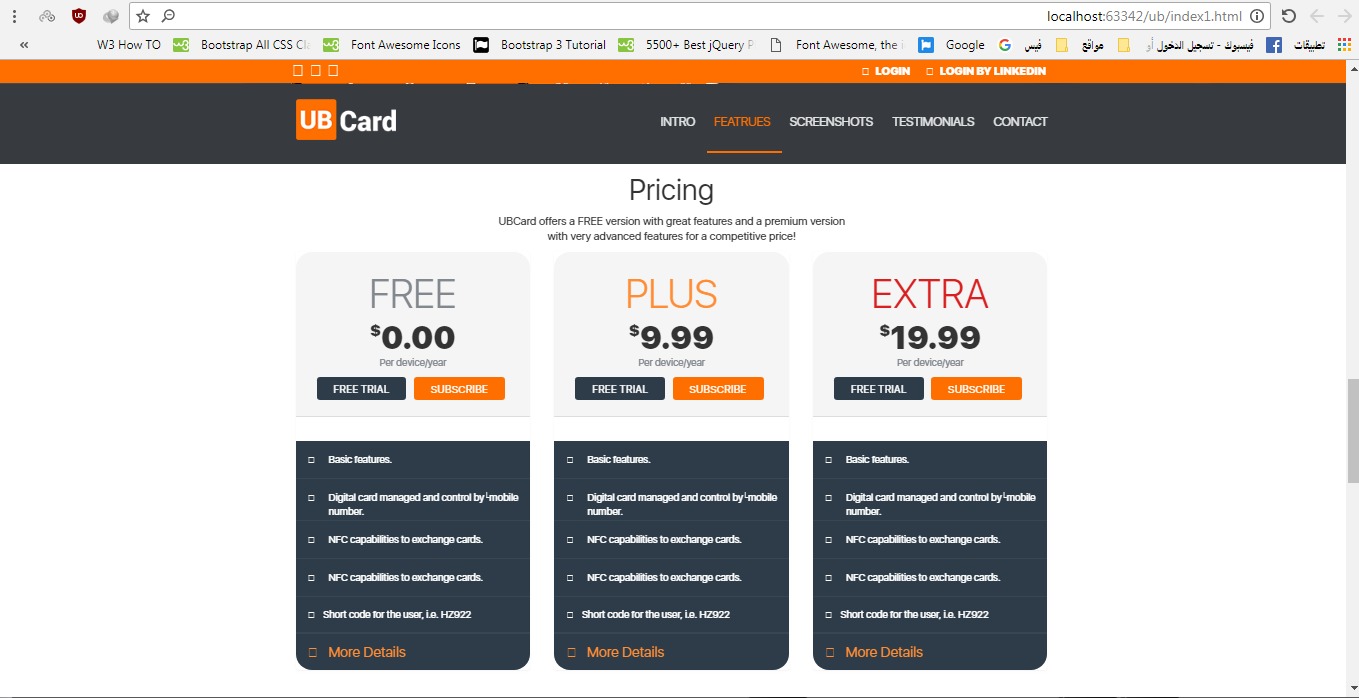 localhost:63342/ub/index1.html
«
W3 How TO
Bootstrap All CSS Cl
Font Awesome Icons
Bootstrap 3 Tutorial
5500+ Best jQuery P
Font Awesome, the i
Google
فيس
مواقع
فيسبوك - تسجيل الدخول أو
تطبيقات
LOGIN
LOGIN BY LINKEDIN
UB Card
INTRO
FEATRUES
SCREENSHOTS
TESTIMONIALS
CONTACT
Pricing
UBCard offers a FREE version with great features and a premium version
with very advanced features for a competitive price!
FREE
$0.00
Per device/year
FREE TRIAL
SUBSCRIBE
Basic features.
Digital card managed and control by mobile
number.
NFC capabilities to exchange cards.
NFC capabilities to exchange cards.
Short code for the user, i.e. HZ922
More Details
PLUS
$9.99
Per device/year
FREE TRIAL
SUBSCRIBE
Basic features.
Digital card managed and control by mobile
number.
NFC capabilities to exchange cards.
NFC capabilities to exchange cards.
Short code for the user, i.e. HZ922
More Details
EXTRA
$19.99
Per device/year
FREE TRIAL
SUBSCRIBE
Basic features.
Digital card managed and control by mobile
number.
NFC capabilities to exchange cards.
NFC capabilities to exchange cards.
Short code for the user, i.e. HZ922
More Details